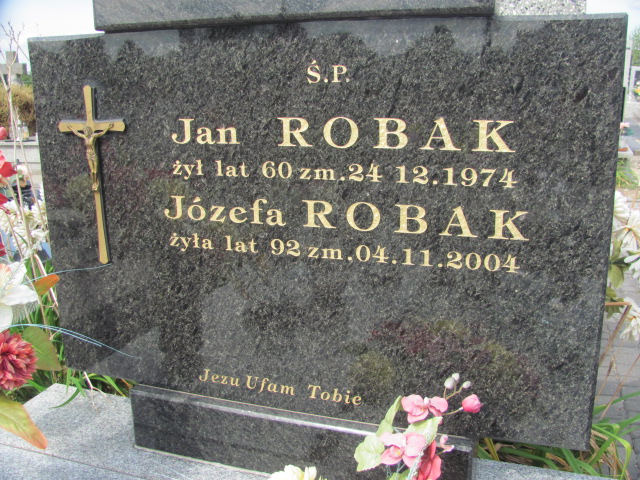 Ś.P.
Jan ROBAK
żył lat 60 zm.24 12.1974
Józefa ROBAK
żyła lat 92 zm.04.11.2004
Jezu Ufam Tobie